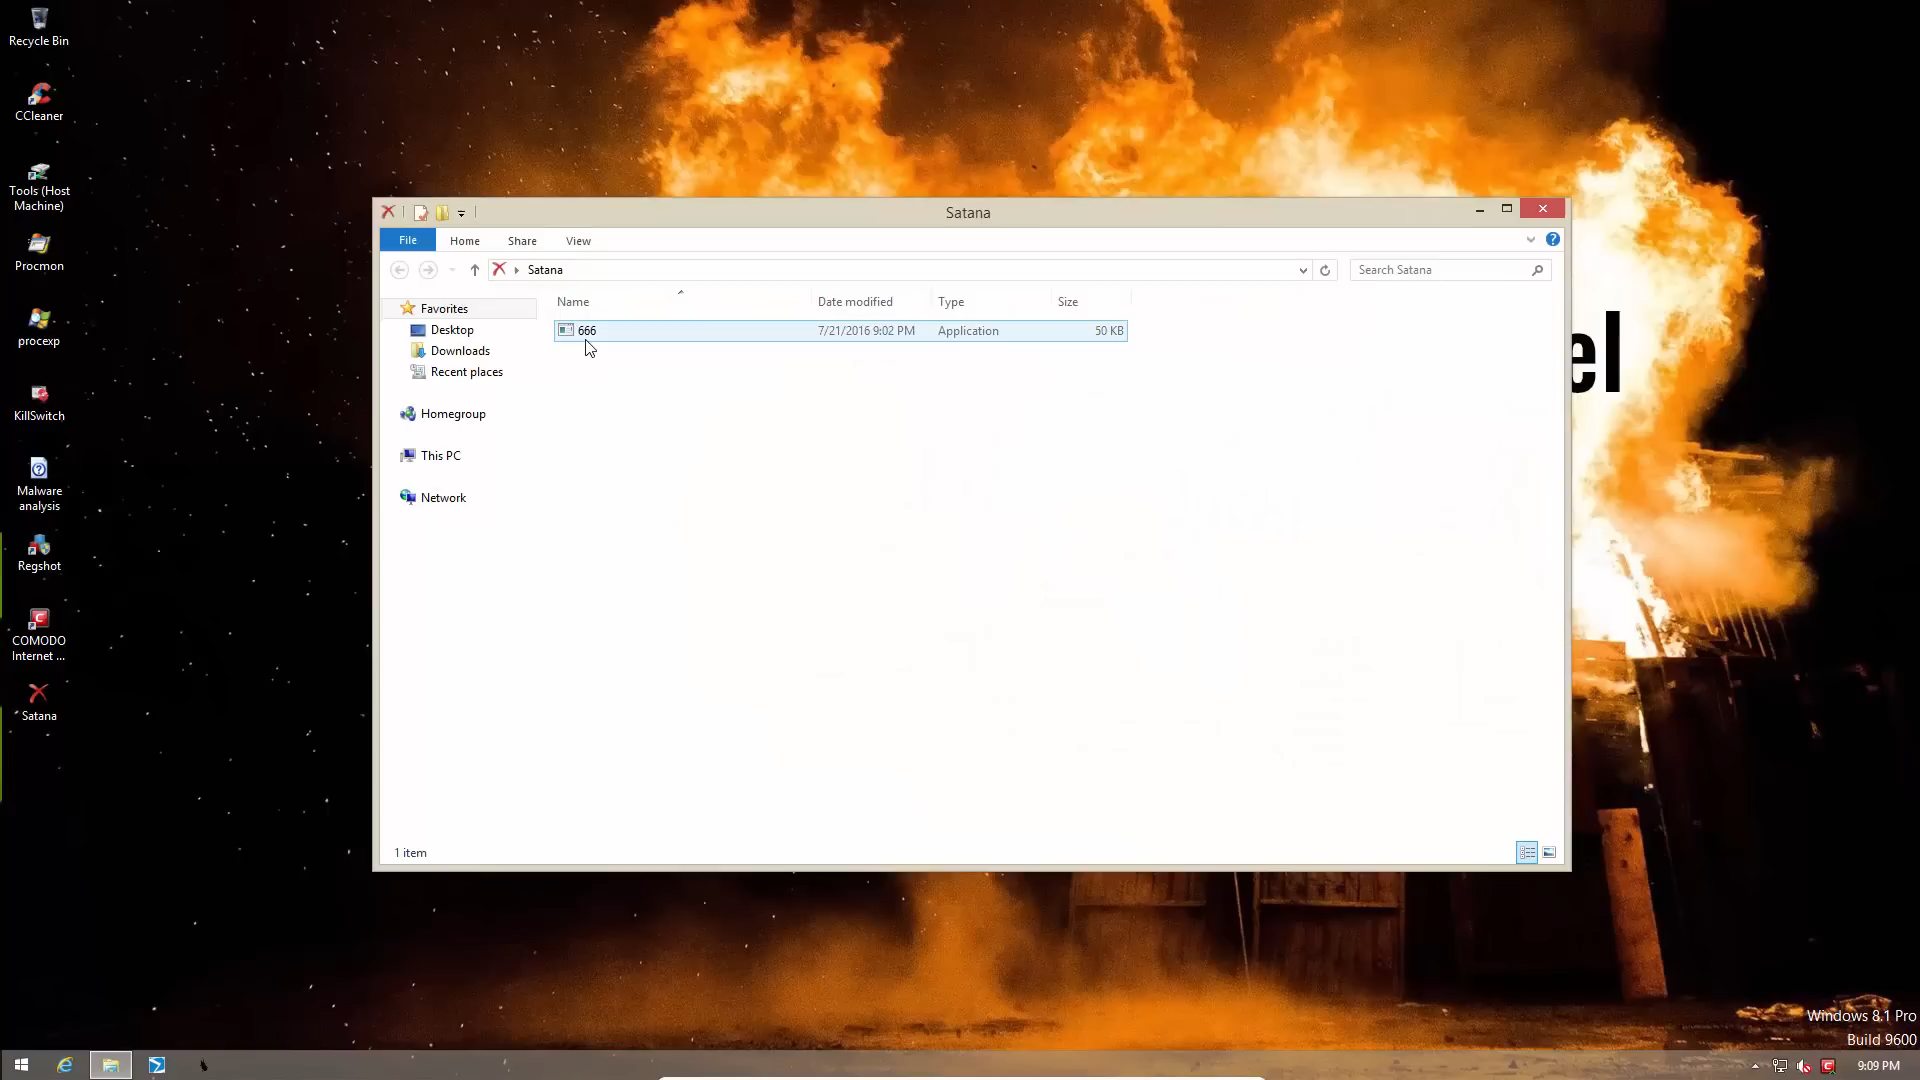 Recycle Bin
CCleaner
Tools (Host
Machine)
Procmon
procexp
KillSwitch
Malware
analysis
Regshot
COMODO
Internet ...
Satana
Satana
File
Home
Share
View
Satana
Search Satana
Name
Date modified
Type
Size
666
7/21/2016 9:02 PM
Application
50 KB
Favorites
Desktop
Downloads
Recent places
Homegroup
This PC
Network
1 item
el
Windows 8.1 Pro
Build 9600
9:09 PM